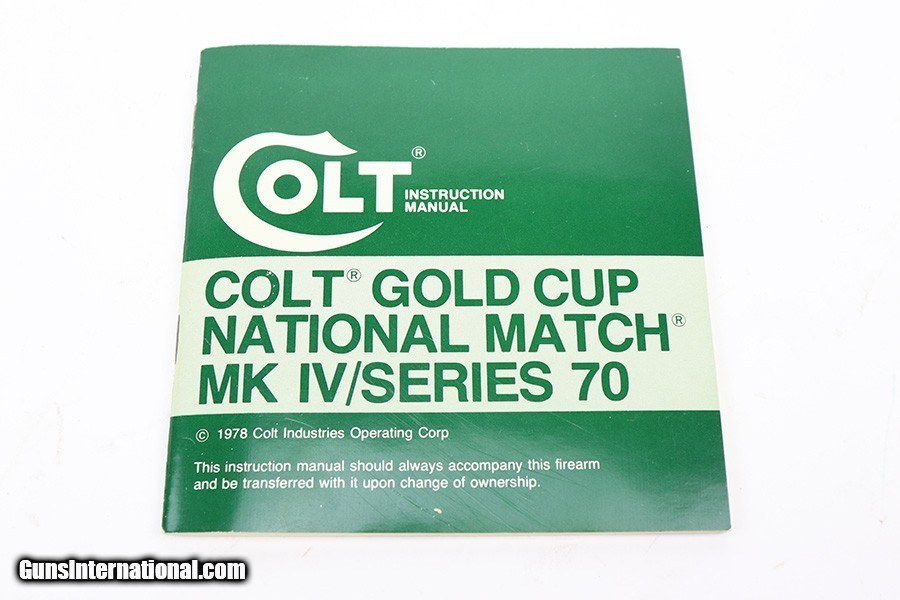 COLT®
INSTRUCTION
MANUAL
COLT® GOLD CUP
NATIONAL MATCH®
MK IV/SERIES 70
© 1978 Colt Industries Operating Corp
This instruction manual should always accompany this firearm
and be transferred with it upon change of ownership.
GunsInternational.com